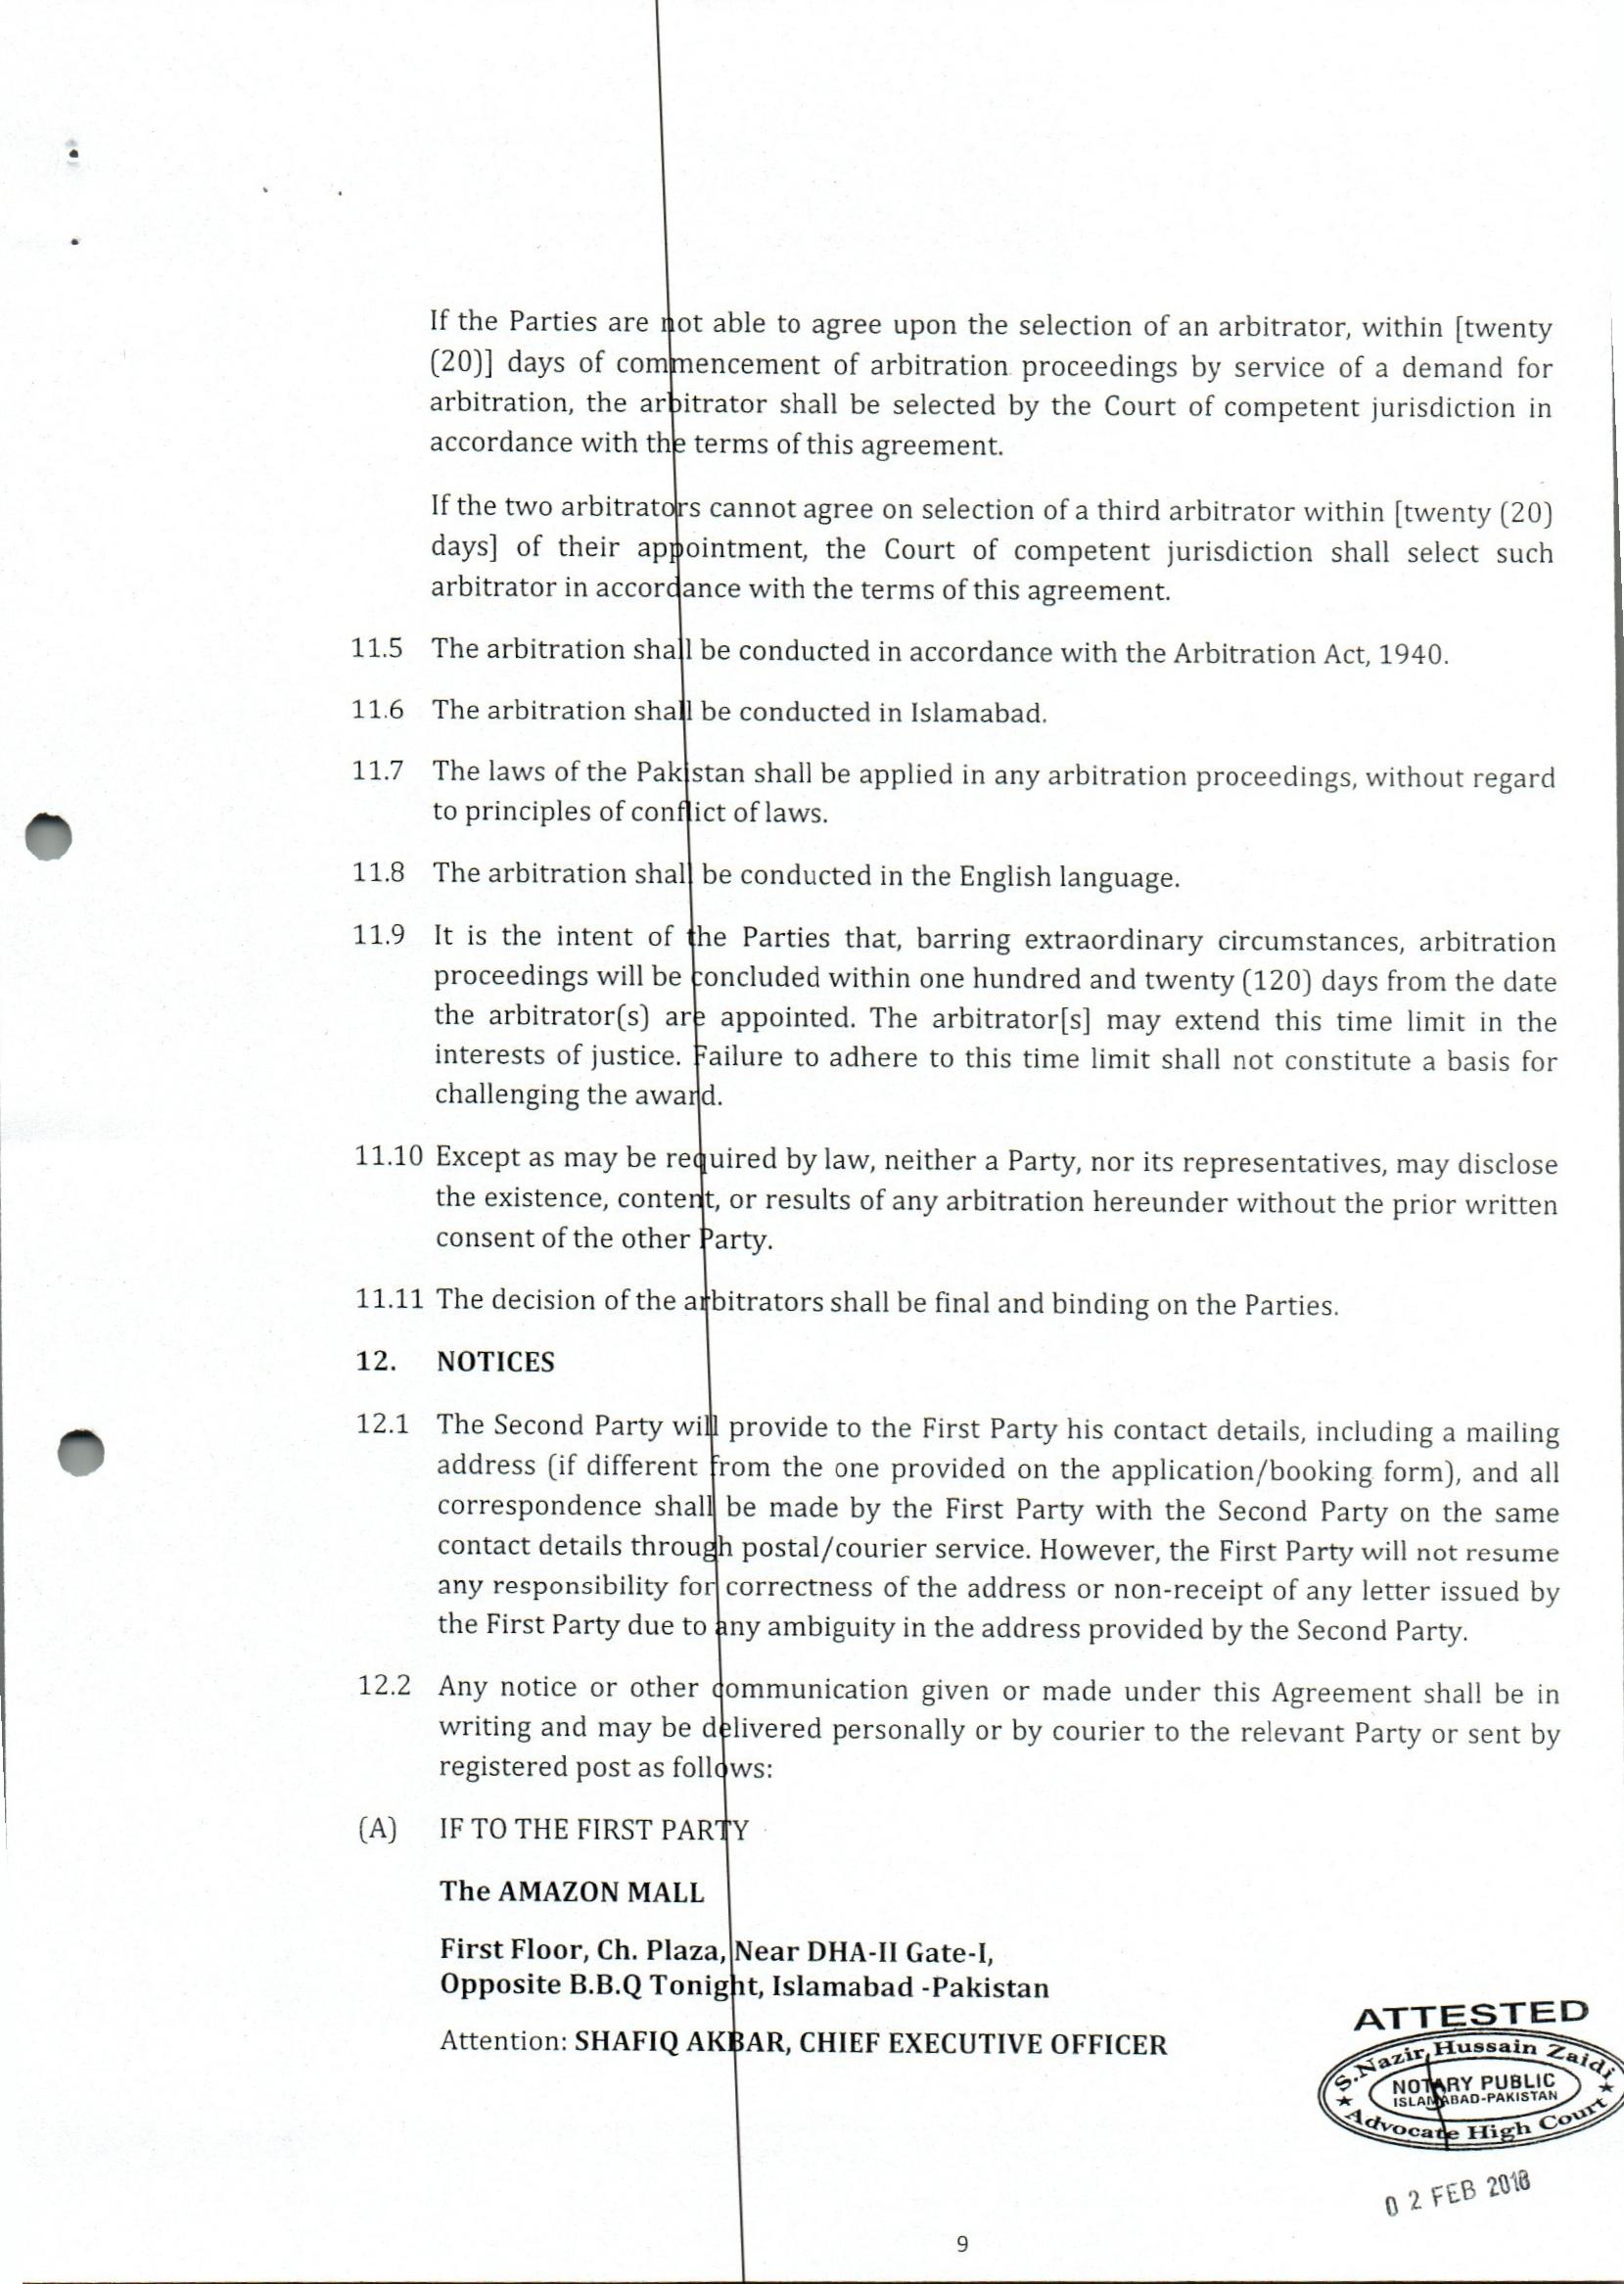 If the Parties are not able to agree upon the selection of an arbitrator, within [twenty
(20)] days of commencement of arbitration proceedings by service of a demand for
arbitration, the arbitrator shall be selected by the Court of competent jurisdiction in
accordance with the terms of this agreement.
If the two arbitrators cannot agree on selection of a third arbitrator within [twenty (20)
days] of their appointment, the Court of competent jurisdiction shall select such
arbitrator in accordance with the terms of this agreement.
11.5 The arbitration shall be conducted in accordance with the Arbitration Act, 1940.
11.6 The arbitration shall be conducted in Islamabad.
11.7 The laws of the Pakistan shall be applied in any arbitration proceedings, without regard
to principles of conflict of laws.
11.8 The arbitration shall be conducted in the English language.
11.9 It is the intent of the Parties that, barring extraordinary circumstances, arbitration
proceedings will be concluded within one hundred and twenty (120) days from the date
the arbitrator(s) are appointed. The arbitrator[s] may extend this time limit in the
interests of justice. Failure to adhere to this time limit shall not constitute a basis for
challenging the award.
11.10 Except as may be required by law, neither a Party, nor its representatives, may disclose
the existence, content, or results of any arbitration hereunder without the prior written
consent of the other Party.
11.11 The decision of the arbitrators shall be final and binding on the Parties.
12. NOTICES
12.1 The Second Party will provide to the First Party his contact details, including a mailing
address (if different from the one provided on the application/booking form), and all
correspondence shall be made by the First Party with the Second Party on the same
contact details through postal/courier service. However, the First Party will not resume
any responsibility for correctness of the address or non-receipt of any letter issued by
the First Party due to any ambiguity in the address provided by the Second Party.
12.2 Any notice or other communication given or made under this Agreement shall be in
writing and may be delivered personally or by courier to the relevant Party or sent by
registered post as follows:
(A) IF TO THE FIRST PARTY
The AMAZON MALL
First Floor, Ch. Plaza, Near DHA-II Gate-I,
Opposite B.B.Q Tonight, Islamabad -Pakistan
Attention: SHAFIQ AKBAR, CHIEF EXECUTIVE OFFICER
ATTESTED
S.Nazir Hussain Zaidi
NOTARY PUBLIC
ISLAMABAD-PAKISTAN
Advocate High Court
02 FEB
9